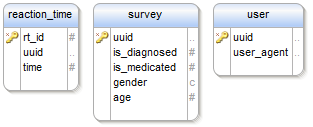 reaction_time
rt_id #
uuid ..
time #
survey
uuid ..
is_diagnosed #
is_medicated #
gender c
age #
user
uuid ..
user_agent ..